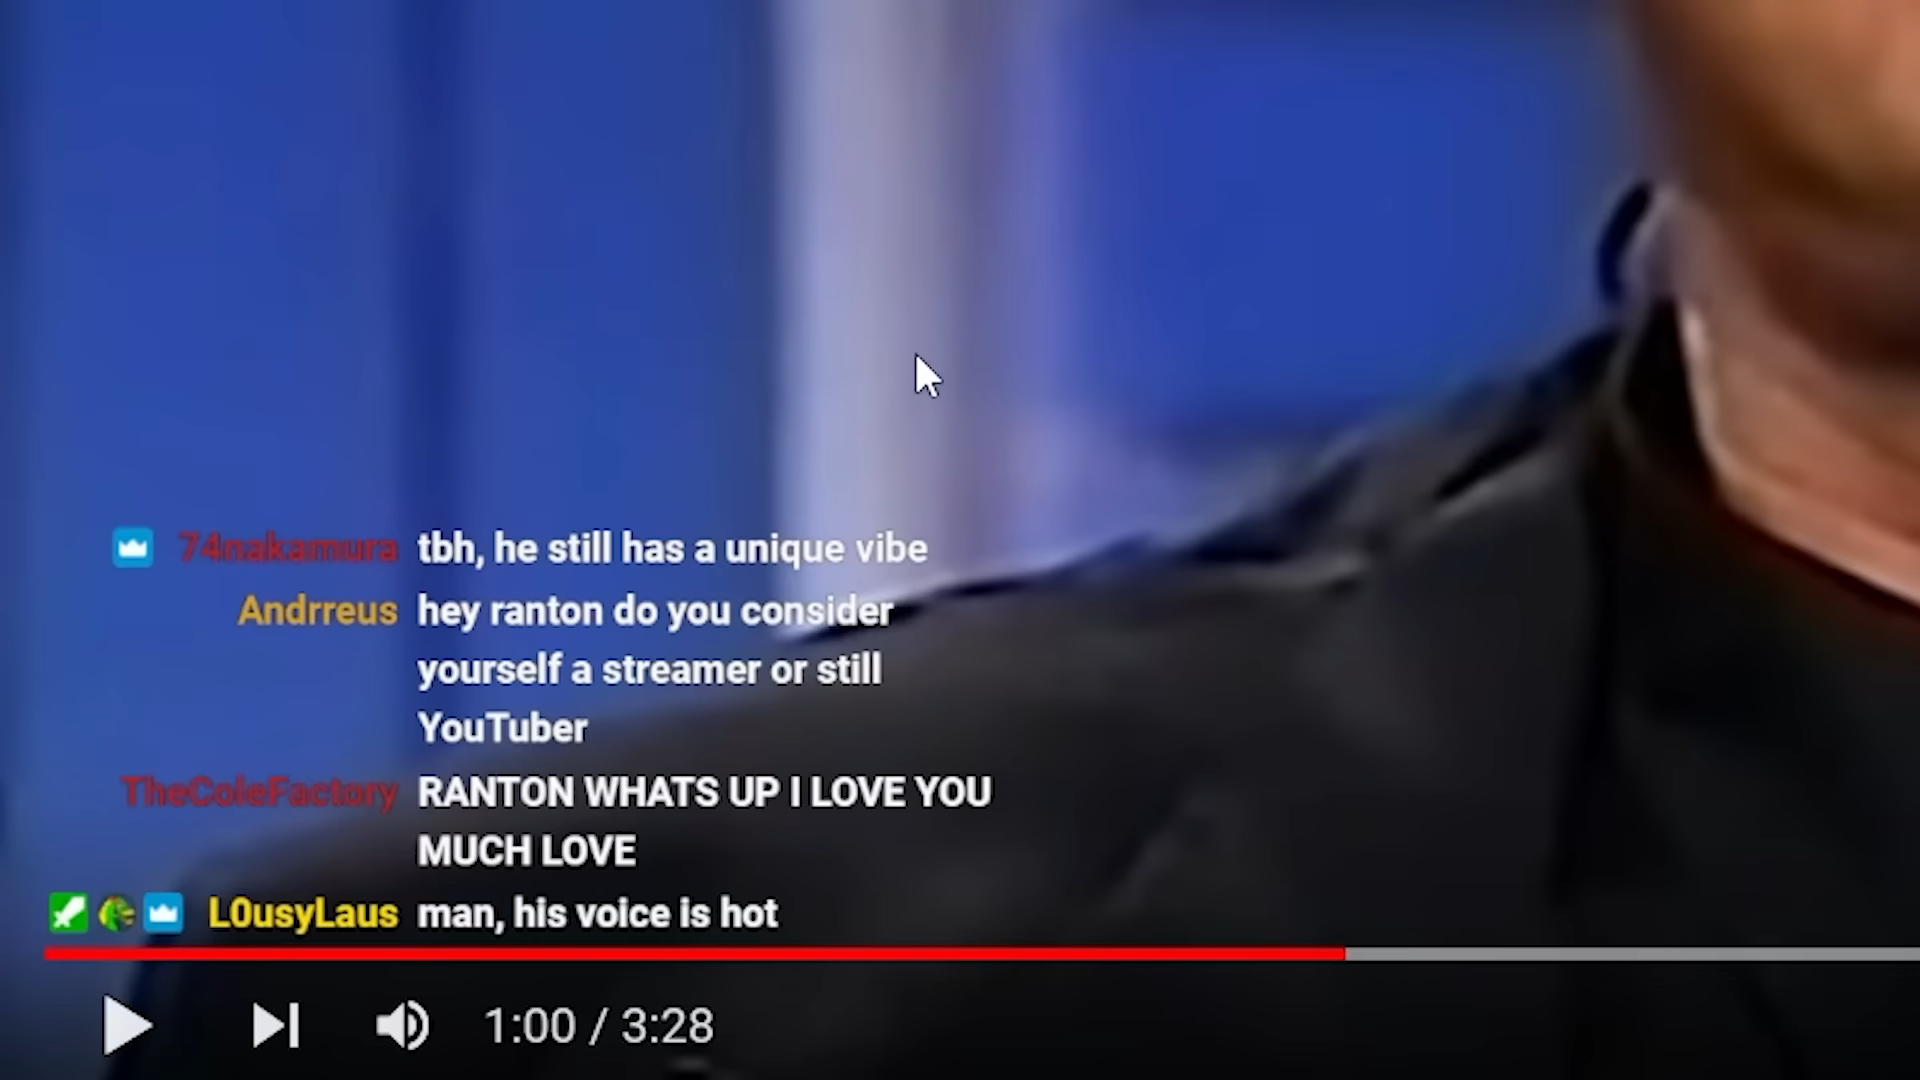 74nakamura tbh, he still has a unique vibe
Andrreus hey ranton do you consider
yourself a streamer or still
YouTuber
TheColeFactory RANTON WHATS UP I LOVE YOU
MUCH LOVE
L0usyLaus man, his voice is hot
1:00 / 3:28